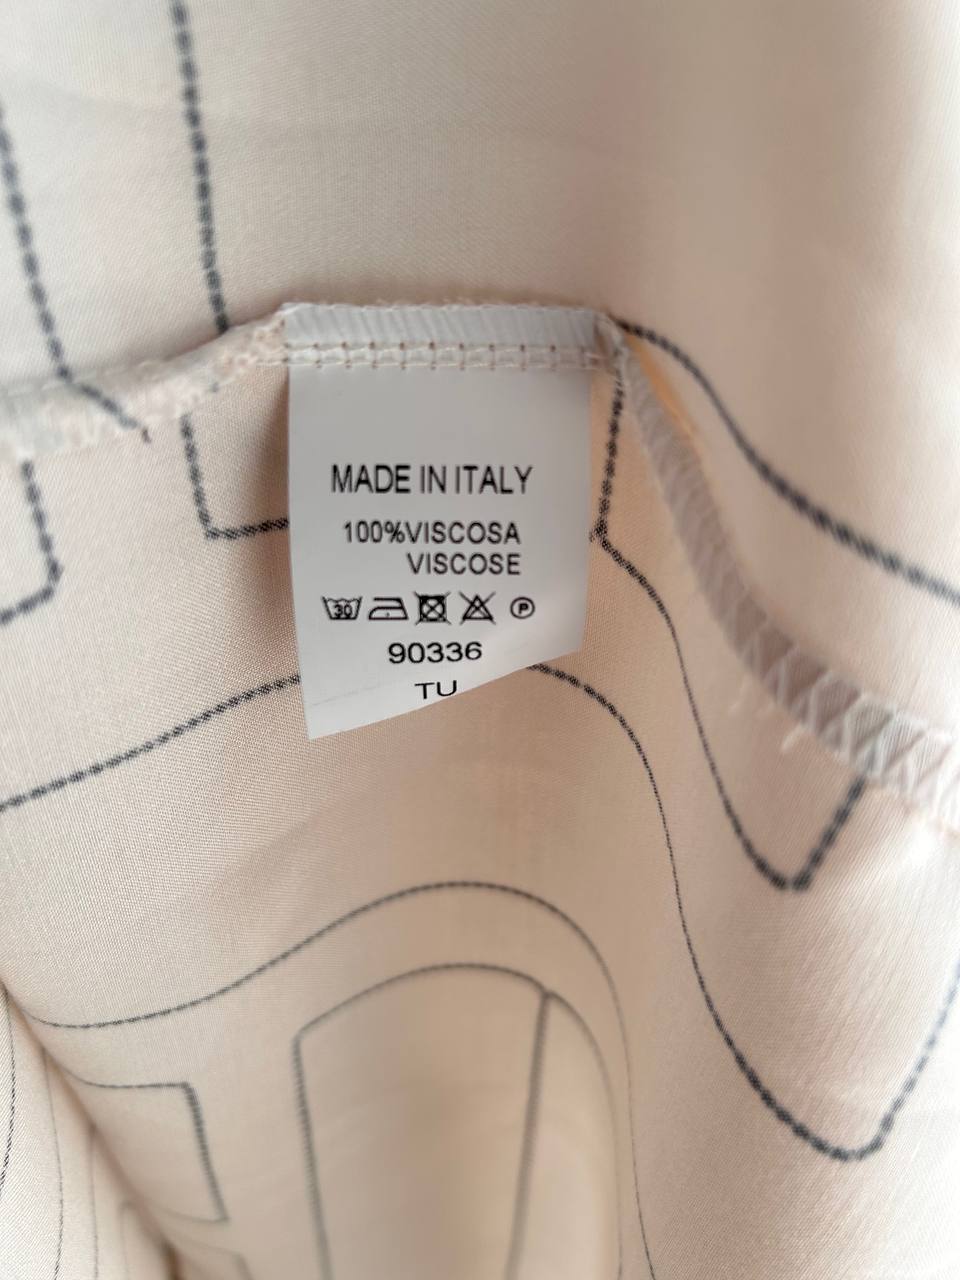 MADE IN ITALY
100%VISCOSA
VISCOSE
30 P
90336
TU